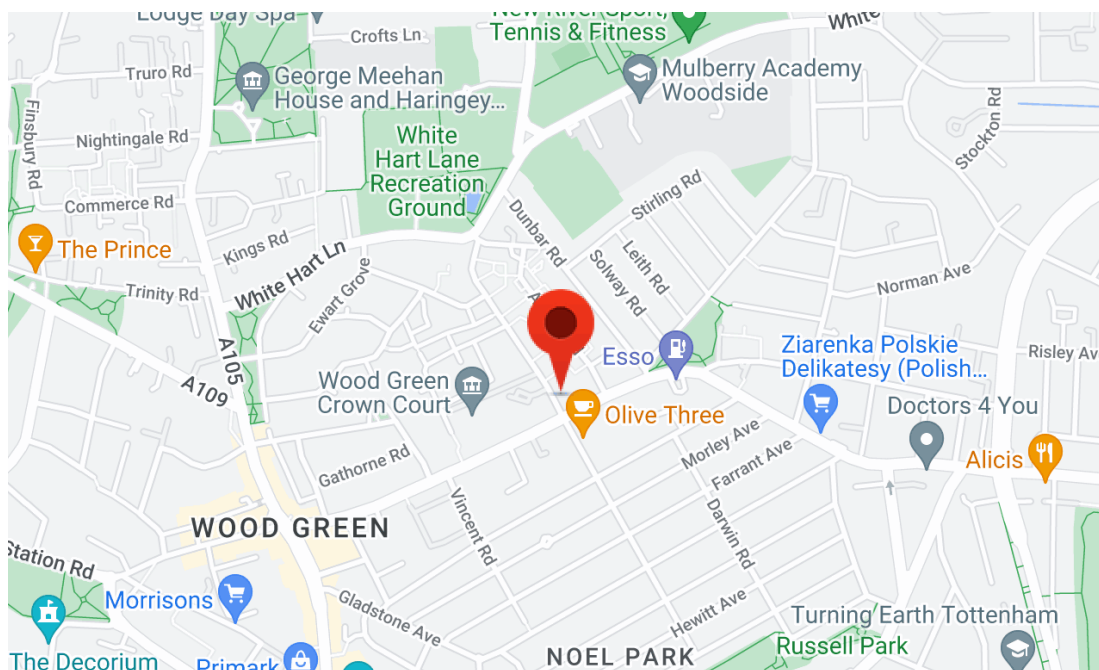 Lodge Day Spa
Crofts Ln
New River Sport,
Tennis & Fitness
White
Truro Rd
George Meehan
House and Haringey...
Mulberry Academy
Woodside
Finsbury Rd
Nightingale Rd
White
Hart Lane
Recreation
Ground
Stockton Rd
Commerce Rd
Stirling Rd
Dunbar Rd
Kings Rd
The Prince
White Hart Ln
Leith Rd
Solway Rd
Norman Ave
Trinity Rd
Ewart Grove
A
A105
A109
Esso
Ziarenka Polskie
Delikatesy (Polish...
Risley Av
Wood Green
Crown Court
Olive Three
Doctors 4 You
Morley Ave
Farrant Ave
Alicis
Gathorne Rd
Vincent Rd
Darwin Rd
WOOD GREEN
Station Rd
Morrisons
Gladstone Ave
Hewitt Ave
Turning Earth Tottenham
Russell Park
NOEL PARK
The Decorium
Primark